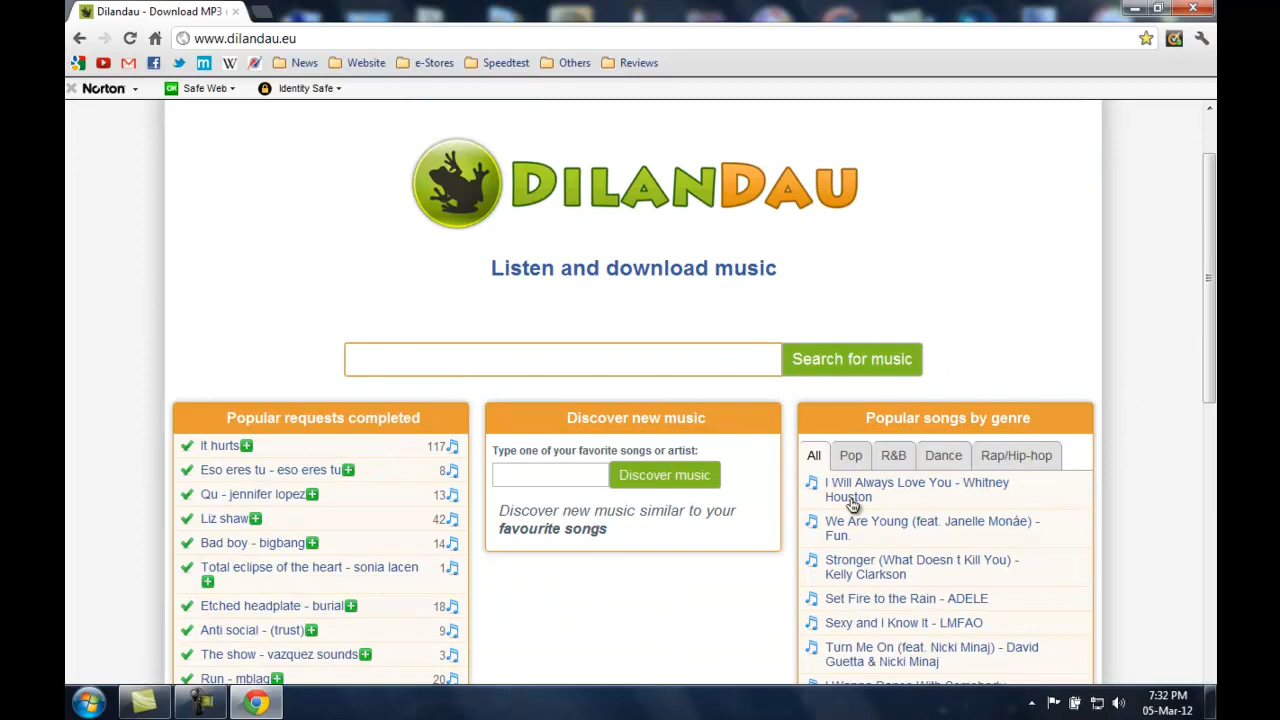 Dilandau - Download MP3
www.dilandau.eu
News Website e-Stores Speedtest Others Reviews
Norton Safe Web Identity Safe
OK
DILANDAU
Listen and download music
Search for music
Popular requests completed
It hurts 117
Eso eres tu - eso eres tu 8
Qu - jennifer lopez 13
Liz shaw 42
Bad boy - bigbang 14
Total eclipse of the heart - sonia lacen 1
Etched headplate - burial 18
Anti social - (trust) 9
The show - vazquez sounds 3
Run - mblaq 20
Discover new music
Type one of your favorite songs or artist:
Discover music
Discover new music similar to your
favourite songs
Popular songs by genre
All Pop R&B Dance Rap/Hip-hop
I Will Always Love You - Whitney
Houston
We Are Young (feat. Janelle Monáe) -
Fun.
Stronger (What Doesn t Kill You) -
Kelly Clarkson
Set Fire to the Rain - ADELE
Sexy and I Know It - LMFAO
Turn Me On (feat. Nicki Minaj) - David
Guetta & Nicki Minaj
I Wanna Dance With Somebody
7:32 PM
05-Mar-12